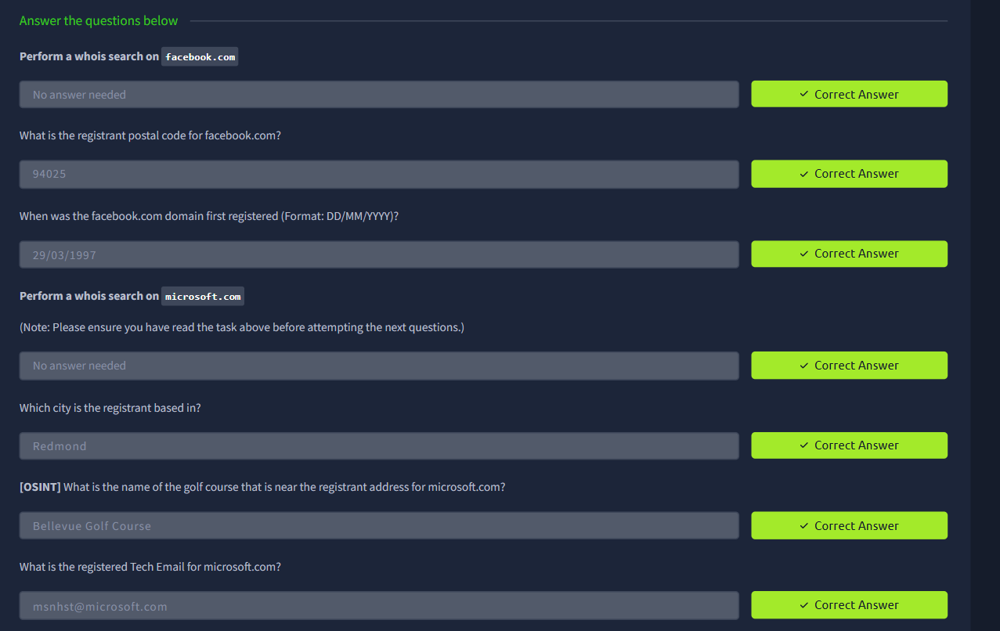 Answer the questions below
Perform a whois search on facebook.com
No answer needed
✓ Correct Answer
What is the registrant postal code for facebook.com?
94025
✓ Correct Answer
When was the facebook.com domain first registered (Format: DD/MM/YYYY)?
29/03/1997
✓ Correct Answer
Perform a whois search on microsoft.com
(Note: Please ensure you have read the task above before attempting the next questions.)
No answer needed
✓ Correct Answer
Which city is the registrant based in?
Redmond
✓ Correct Answer
[OSINT] What is the name of the golf course that is near the registrant address for microsoft.com?
Bellevue Golf Course
✓ Correct Answer
What is the registered Tech Email for microsoft.com?
msnhst@microsoft.com
✓ Correct Answer